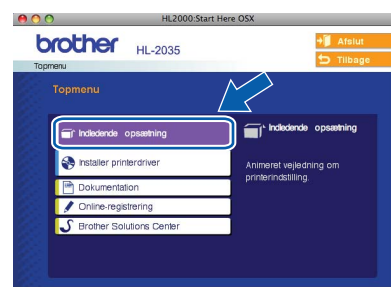 HL2000:Start Here OSX
brother HL-2035
Afslut
Tilbage
Topmenu
Topmenu
Indledende opsætning
Installer printerdriver
Dokumentation
Online-registrering
Brother Solutions Center
Indledende opsætning
Animeret vejledning om
printerindstilling.